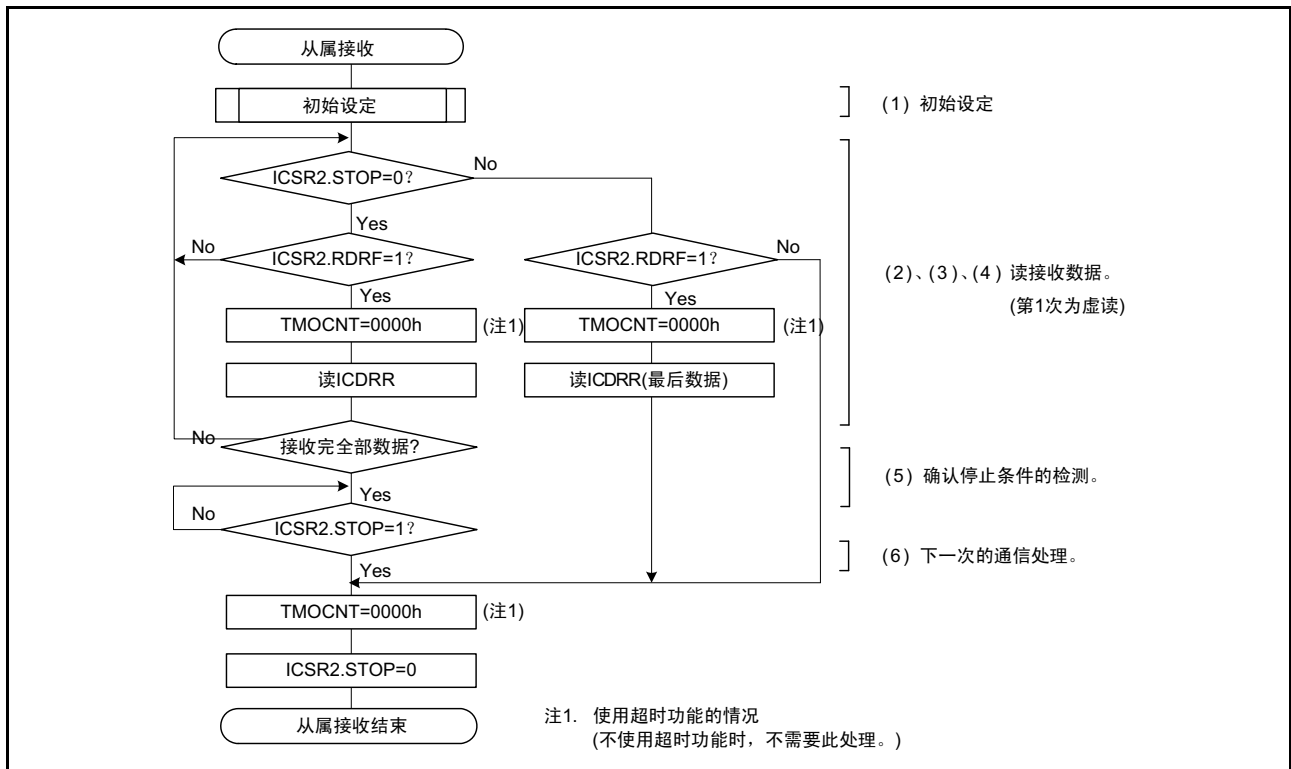 从属接收
初始设定
(1) 初始设定
ICSR2.STOP=0?
No
Yes
No
ICSR2.RDRF=1?
ICSR2.RDRF=1?
No
(2)、(3)、(4) 读接收数据。
(第1次为虚读)
Yes
Yes
TMOCNT=0000h
(注1)
TMOCNT=0000h
(注1)
读ICDRR
读ICDRR(最后数据)
No
接收完全部数据?
(5) 确认停止条件的检测。
Yes
No
ICSR2.STOP=1?
(6) 下一次的通信处理。
Yes
TMOCNT=0000h
(注1)
ICSR2.STOP=0
从属接收结束
注1. 使用超时功能的情况
(不使用超时功能时，不需要此处理。)